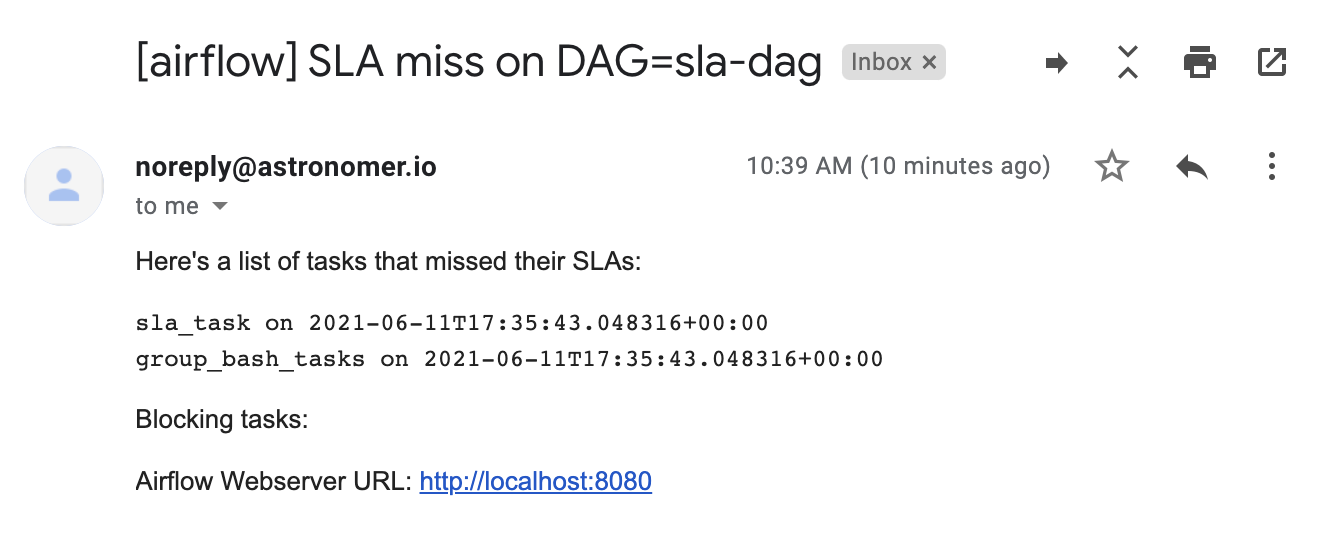 [airflow] SLA miss on DAG=sla-dag Inbox ×
noreply@astronomer.io 10:39 AM (10 minutes ago)
to me
Here's a list of tasks that missed their SLAs:
sla_task on 2021-06-11T17:35:43.048316+00:00
group_bash_tasks on 2021-06-11T17:35:43.048316+00:00
Blocking tasks:
Airflow Webserver URL: http://localhost:8080